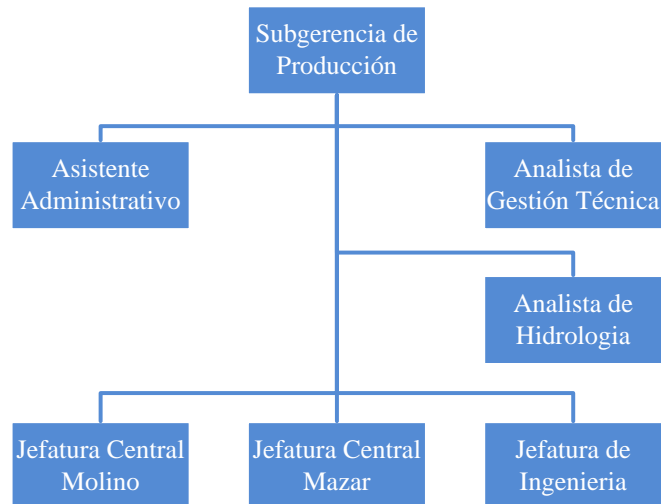 Subgerencia de
Producción
Asistente
Administrativo
Analista de
Gestión Técnica
Analista de
Hidrologia
Jefatura Central
Molino
Jefatura Central
Mazar
Jefatura de
Ingenieria